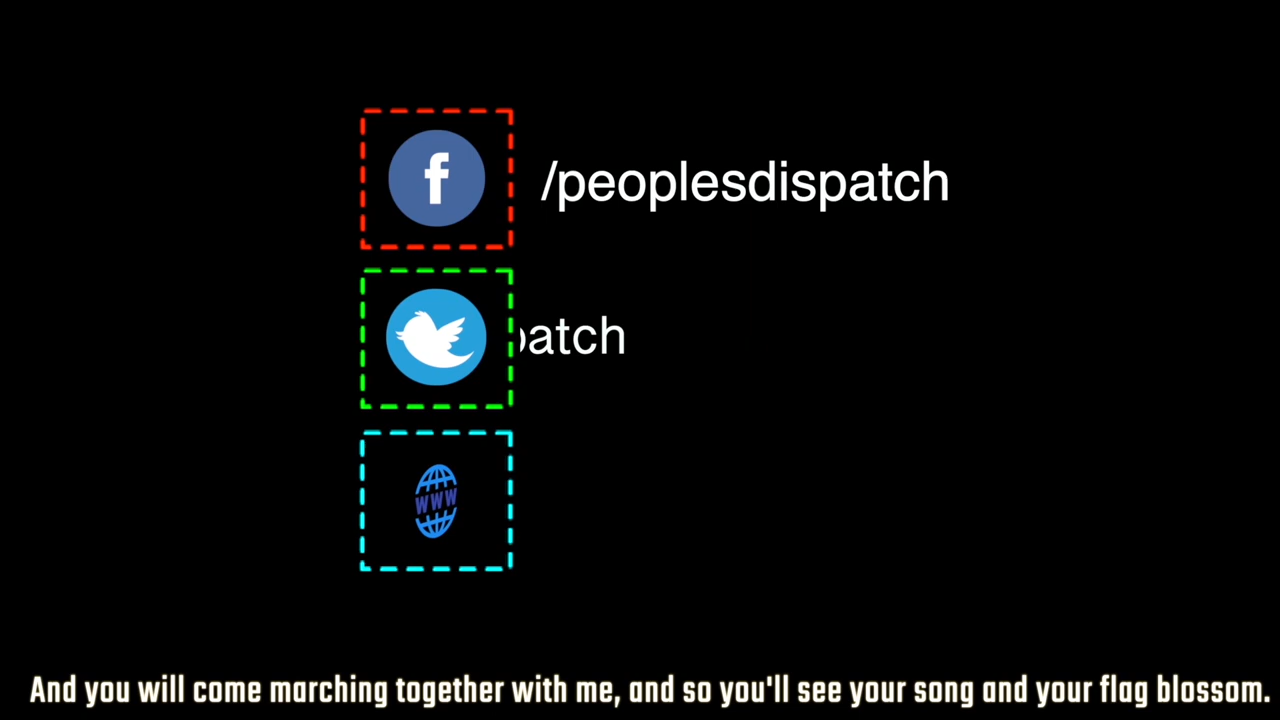 f /peoplesdispatch
patch
WWW
And you will come marching together with me, and so you'll see your song and your flag blossom.